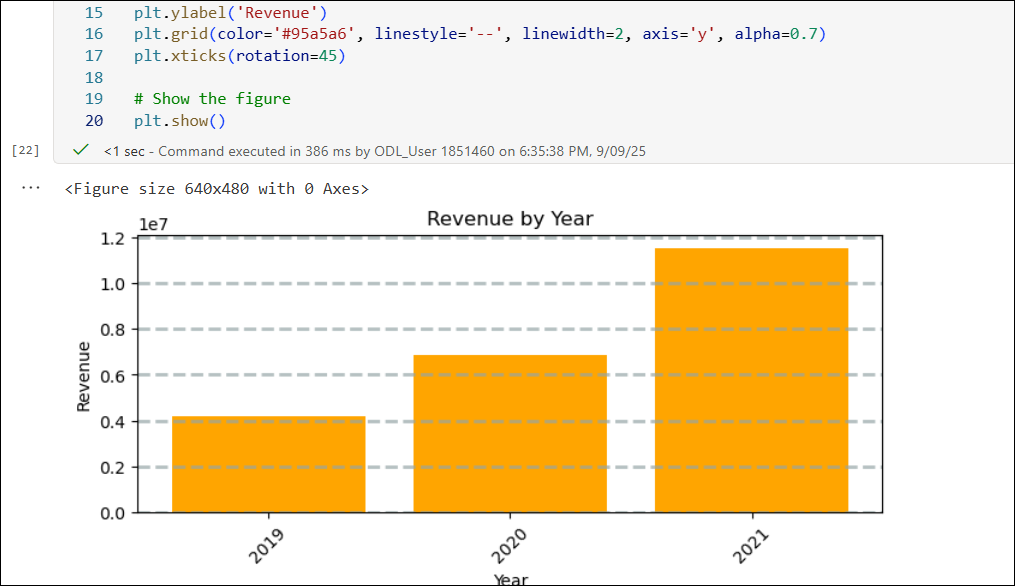 15 plt.ylabel('Revenue')
16 plt.grid(color='#95a5a6', linestyle='--', linewidth=2, axis='y', alpha=0.7)
17 plt.xticks(rotation=45)
18
19 # Show the figure
20 plt.show()
[22] <1 sec - Command executed in 386 ms by ODL_User 1851460 on 6:35:38 PM, 9/09/25
<Figure size 640x480 with 0 Axes>
Revenue by Year
1e7
1.2
1.0
0.8
0.6
0.4
0.2
0.0
Revenue
2019 2020 2021
Year